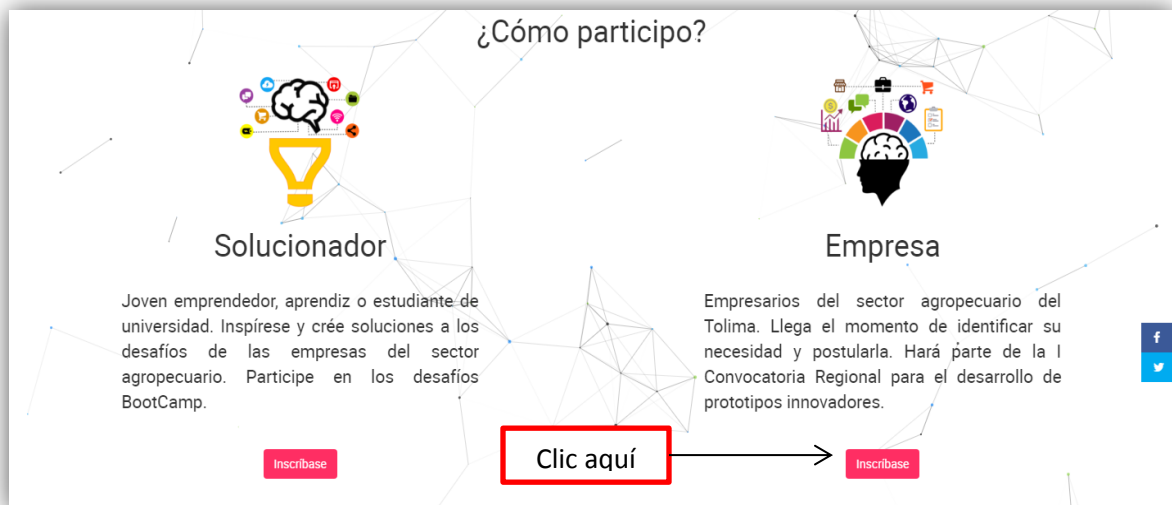 ¿Cómo participo?
Solucionador
Joven emprendedor, aprendiz o estudiante de
universidad. Inspírese y crée soluciones a los
desafíos de las empresas del sector
agropecuario. Participe en los desafíos
BootCamp.
Inscríbase
Empresa
Empresarios del sector agropecuario del
Tolima. Llega el momento de identificar su
necesidad y postularla. Hará parte de la I
Convocatoria Regional para el desarrollo de
prototipos innovadores.
Clic aquí
Inscríbase